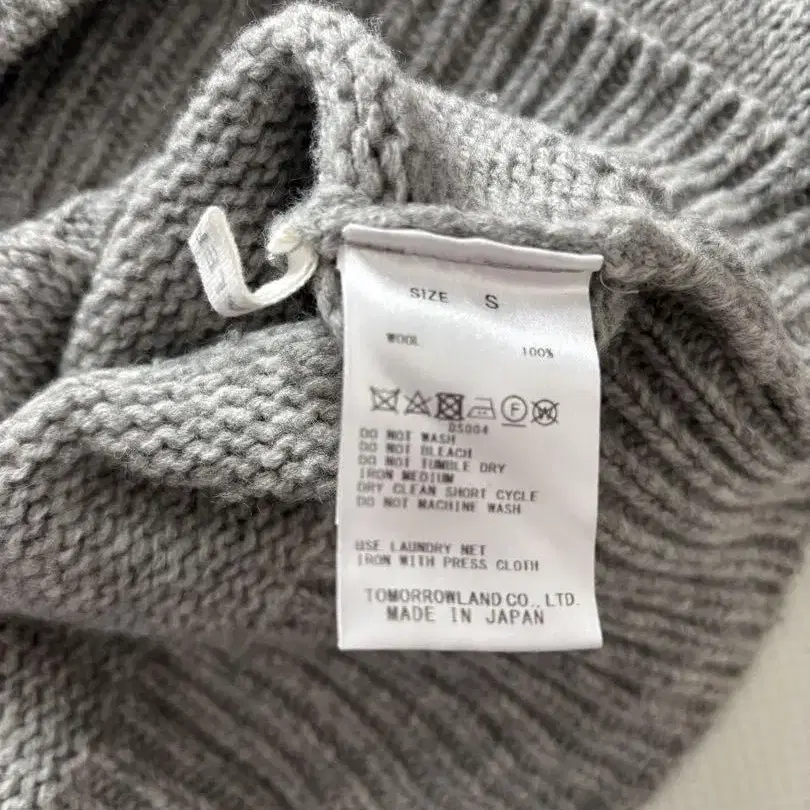 SIZE S
WOOL 100%
F W
DS004
DO NOT WASH
DO NOT BLEACH
DO NOT TUMBLE DRY
IRON MEDIUM
DRY CLEAN SHORT CYCLE
DO NOT MACHINE WASH
USE LAUNDRY NET
IRON WITH PRESS CLOTH
TOMORROWLAND CO., LTD.
MADE IN JAPAN